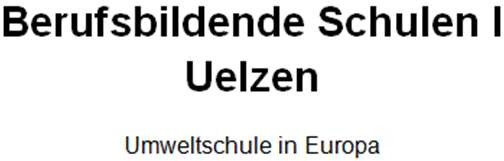 Berufsbildende Schulen I
Uelzen
Umweltschule in Europa